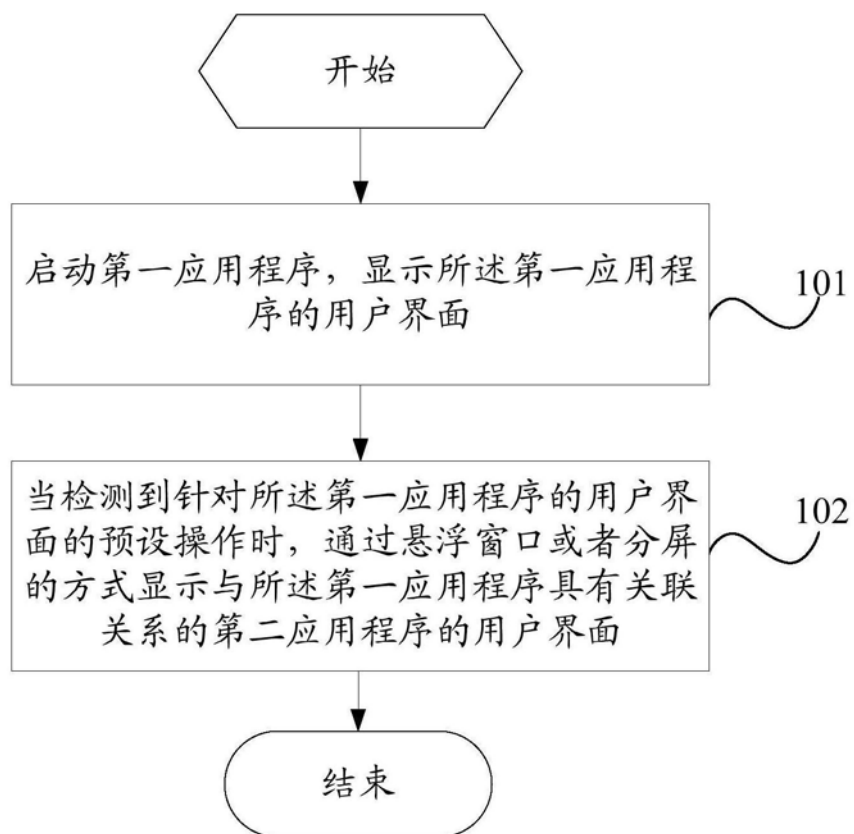 开始
启动第一应用程序，显示所述第一应用程
序的用户界面
101
当检测到针对所述第一应用程序的用户界
面的预设操作时，通过悬浮窗口或者分屏
的方式显示与所述第一应用程序具有关联
关系的第二应用程序的用户界面
102
结束